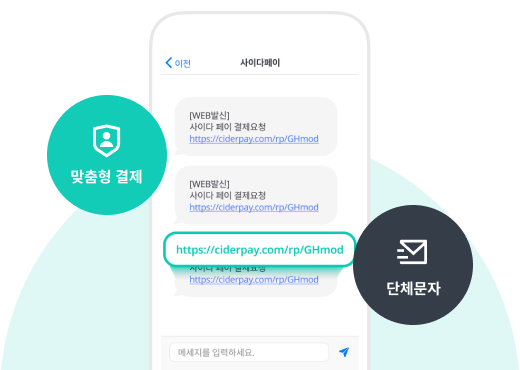 이전
사이다페이
[WEB발신]
사이다 페이 결제요청
https://ciderpay.com/rp/GHmod
맞춤형 결제
[WEB발신]
사이다 페이 결제요청
https://ciderpay.com/rp/GHmod
https://ciderpay.com/rp/GHmod
사이다 페이 결제요청
https://ciderpay.com/rp/GHmod
단체문자
메세지를 입력하세요.